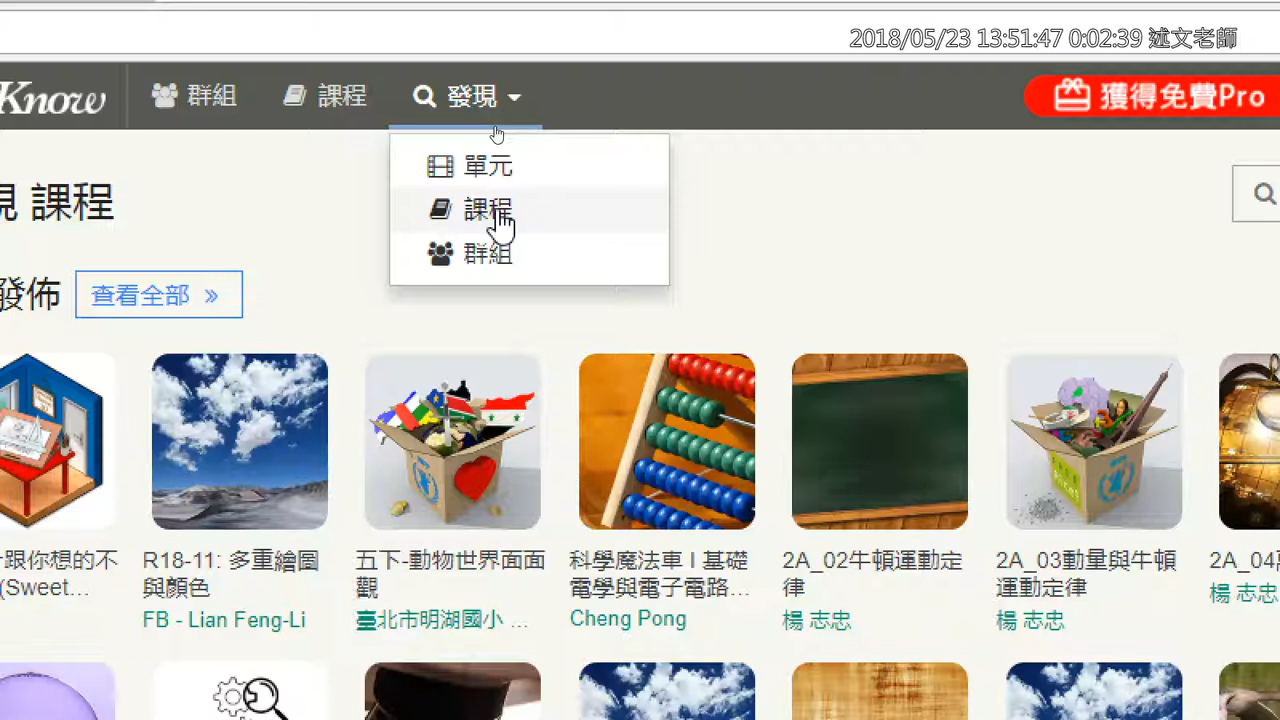 2018/05/23 13:51:47 0:02:39 述文老師
Know 群組 課程 發現 獲得免費Pro
單元
現 課程
課程
群組
發佈 查看全部 »
跟你想的不
(Sweet...
R18-11: 多重繪圖
與顏色
FB - Lian Feng-Li
五下-動物世界面面
觀
臺北市明湖國小 ...
科學魔法車 I 基礎
電學與電子電路...
Cheng Pong
2A_02牛頓運動定
律
楊 志忠
2A_03動量與牛頓
運動定律
楊 志忠
2A_04
楊 志忠